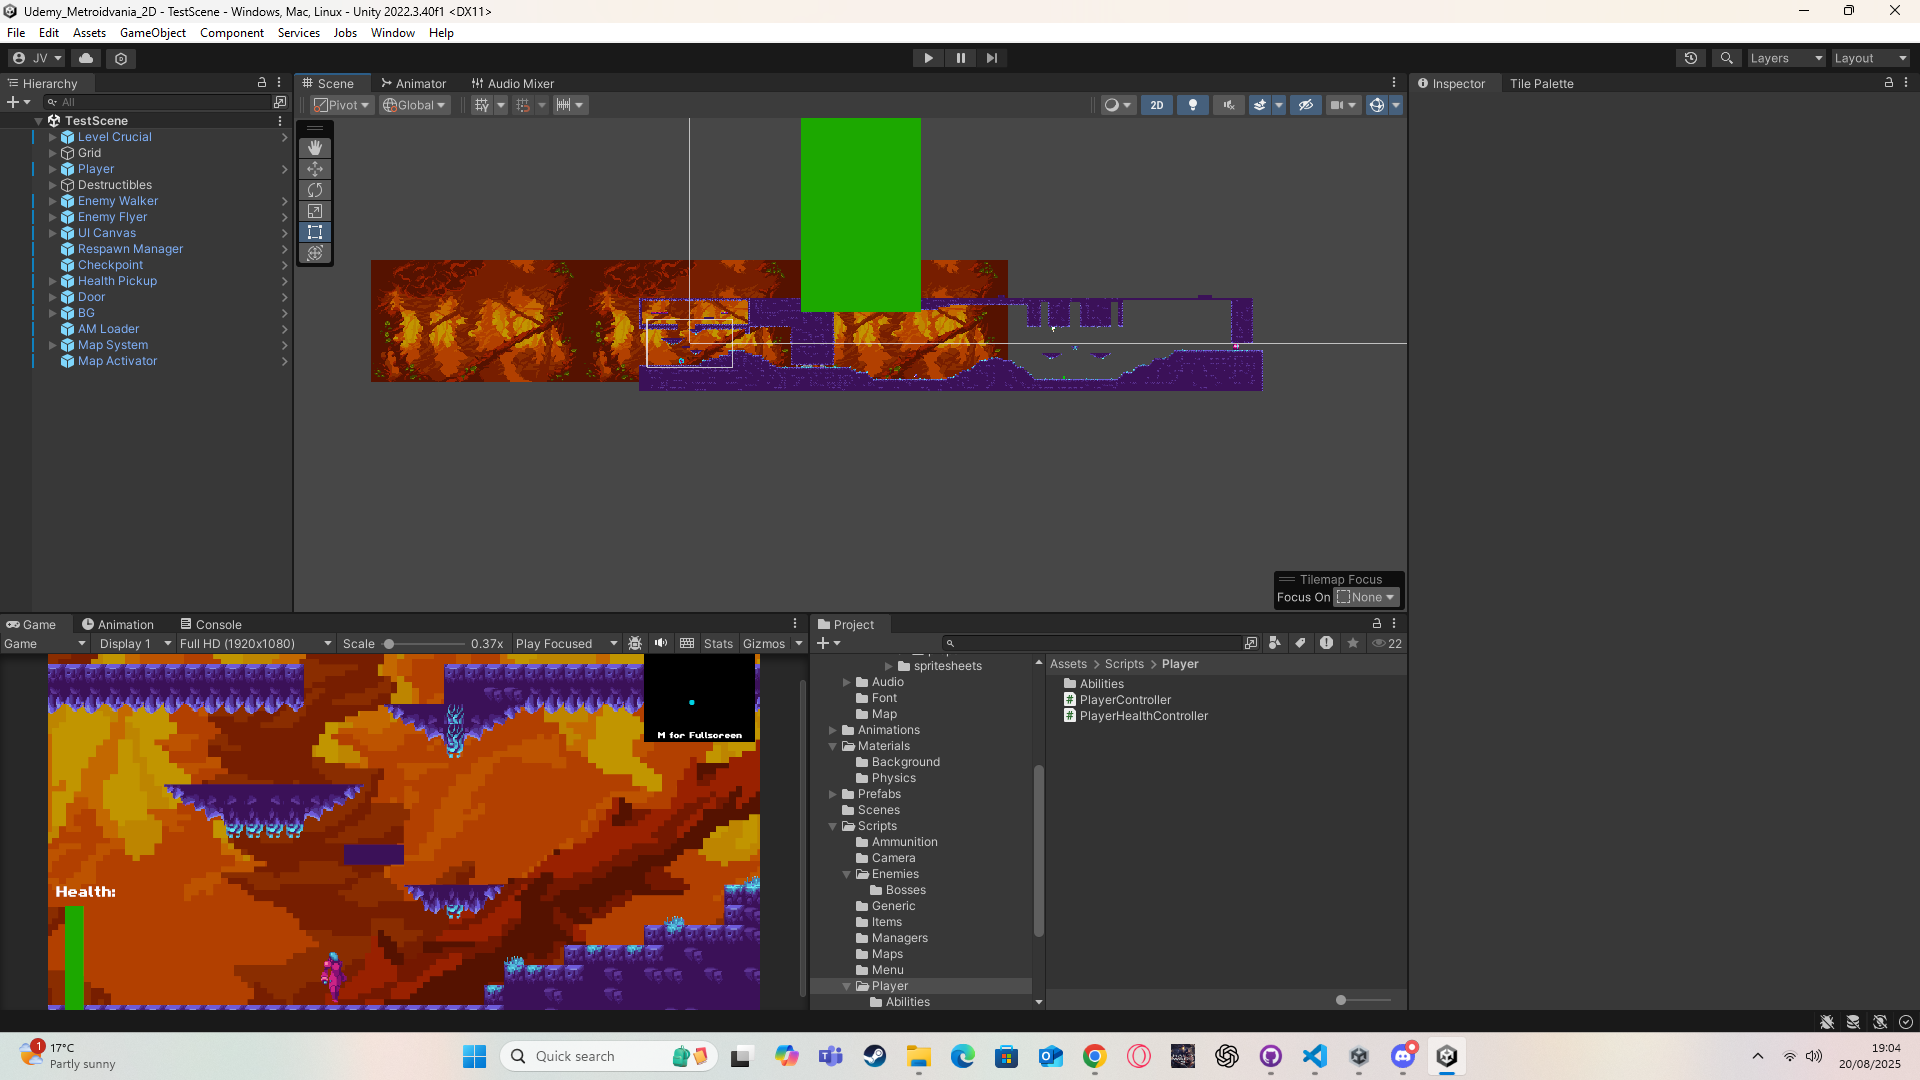 Udemy_Metroidvania_2D - TestScene - Windows, Mac, Linux - Unity 2022.3.40f1 <DX11>
File Edit Assets GameObject Component Services Jobs Window Help
JV Layers Layout
Hierarchy Scene Animator Audio Mixer Inspector Tile Palette
All Pivot Global 2D
TestScene
Level Crucial
Grid
Player
Destructibles
Enemy Walker
Enemy Flyer
UI Canvas
Respawn Manager
Checkpoint
Health Pickup
Door
BG
AM Loader
Map System
Map Activator
Tilemap Focus
Focus On None
Game Animation Console
Game Display 1 Full HD (1920x1080) Scale 0.37x Play Focused Stats Gizmos
M for Fullscreen
Health:
Project
22
spritesheets
Audio
Font
Map
Animations
Materials
Background
Physics
Prefabs
Scenes
Scripts
Ammunition
Camera
Enemies
Bosses
Generic
Items
Managers
Maps
Menu
Player
Abilities
Assets > Scripts > Player
Abilities
PlayerController
PlayerHealthController
1
17°C
Partly sunny
Quick search
19:04
20/08/2025